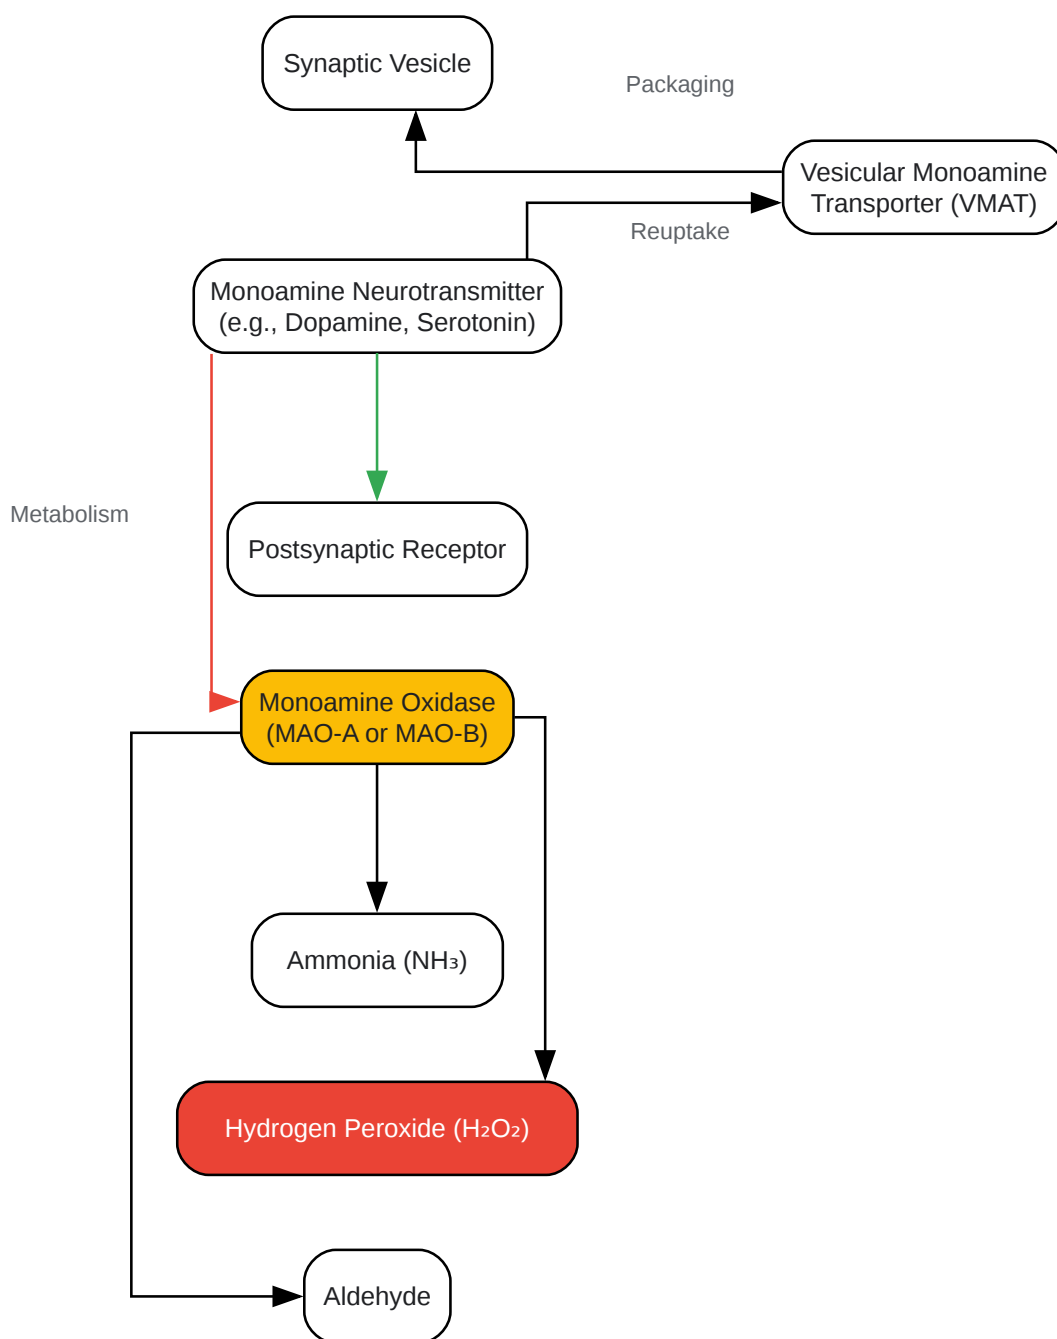 Synaptic Vesicle
Packaging
Vesicular Monoamine
Transporter (VMAT)
Reuptake
Monoamine Neurotransmitter
(e.g., Dopamine, Serotonin)
Metabolism
Postsynaptic Receptor
Monoamine Oxidase
(MAO-A or MAO-B)
Ammonia (NH₃)
Hydrogen Peroxide (H₂O₂)
Aldehyde